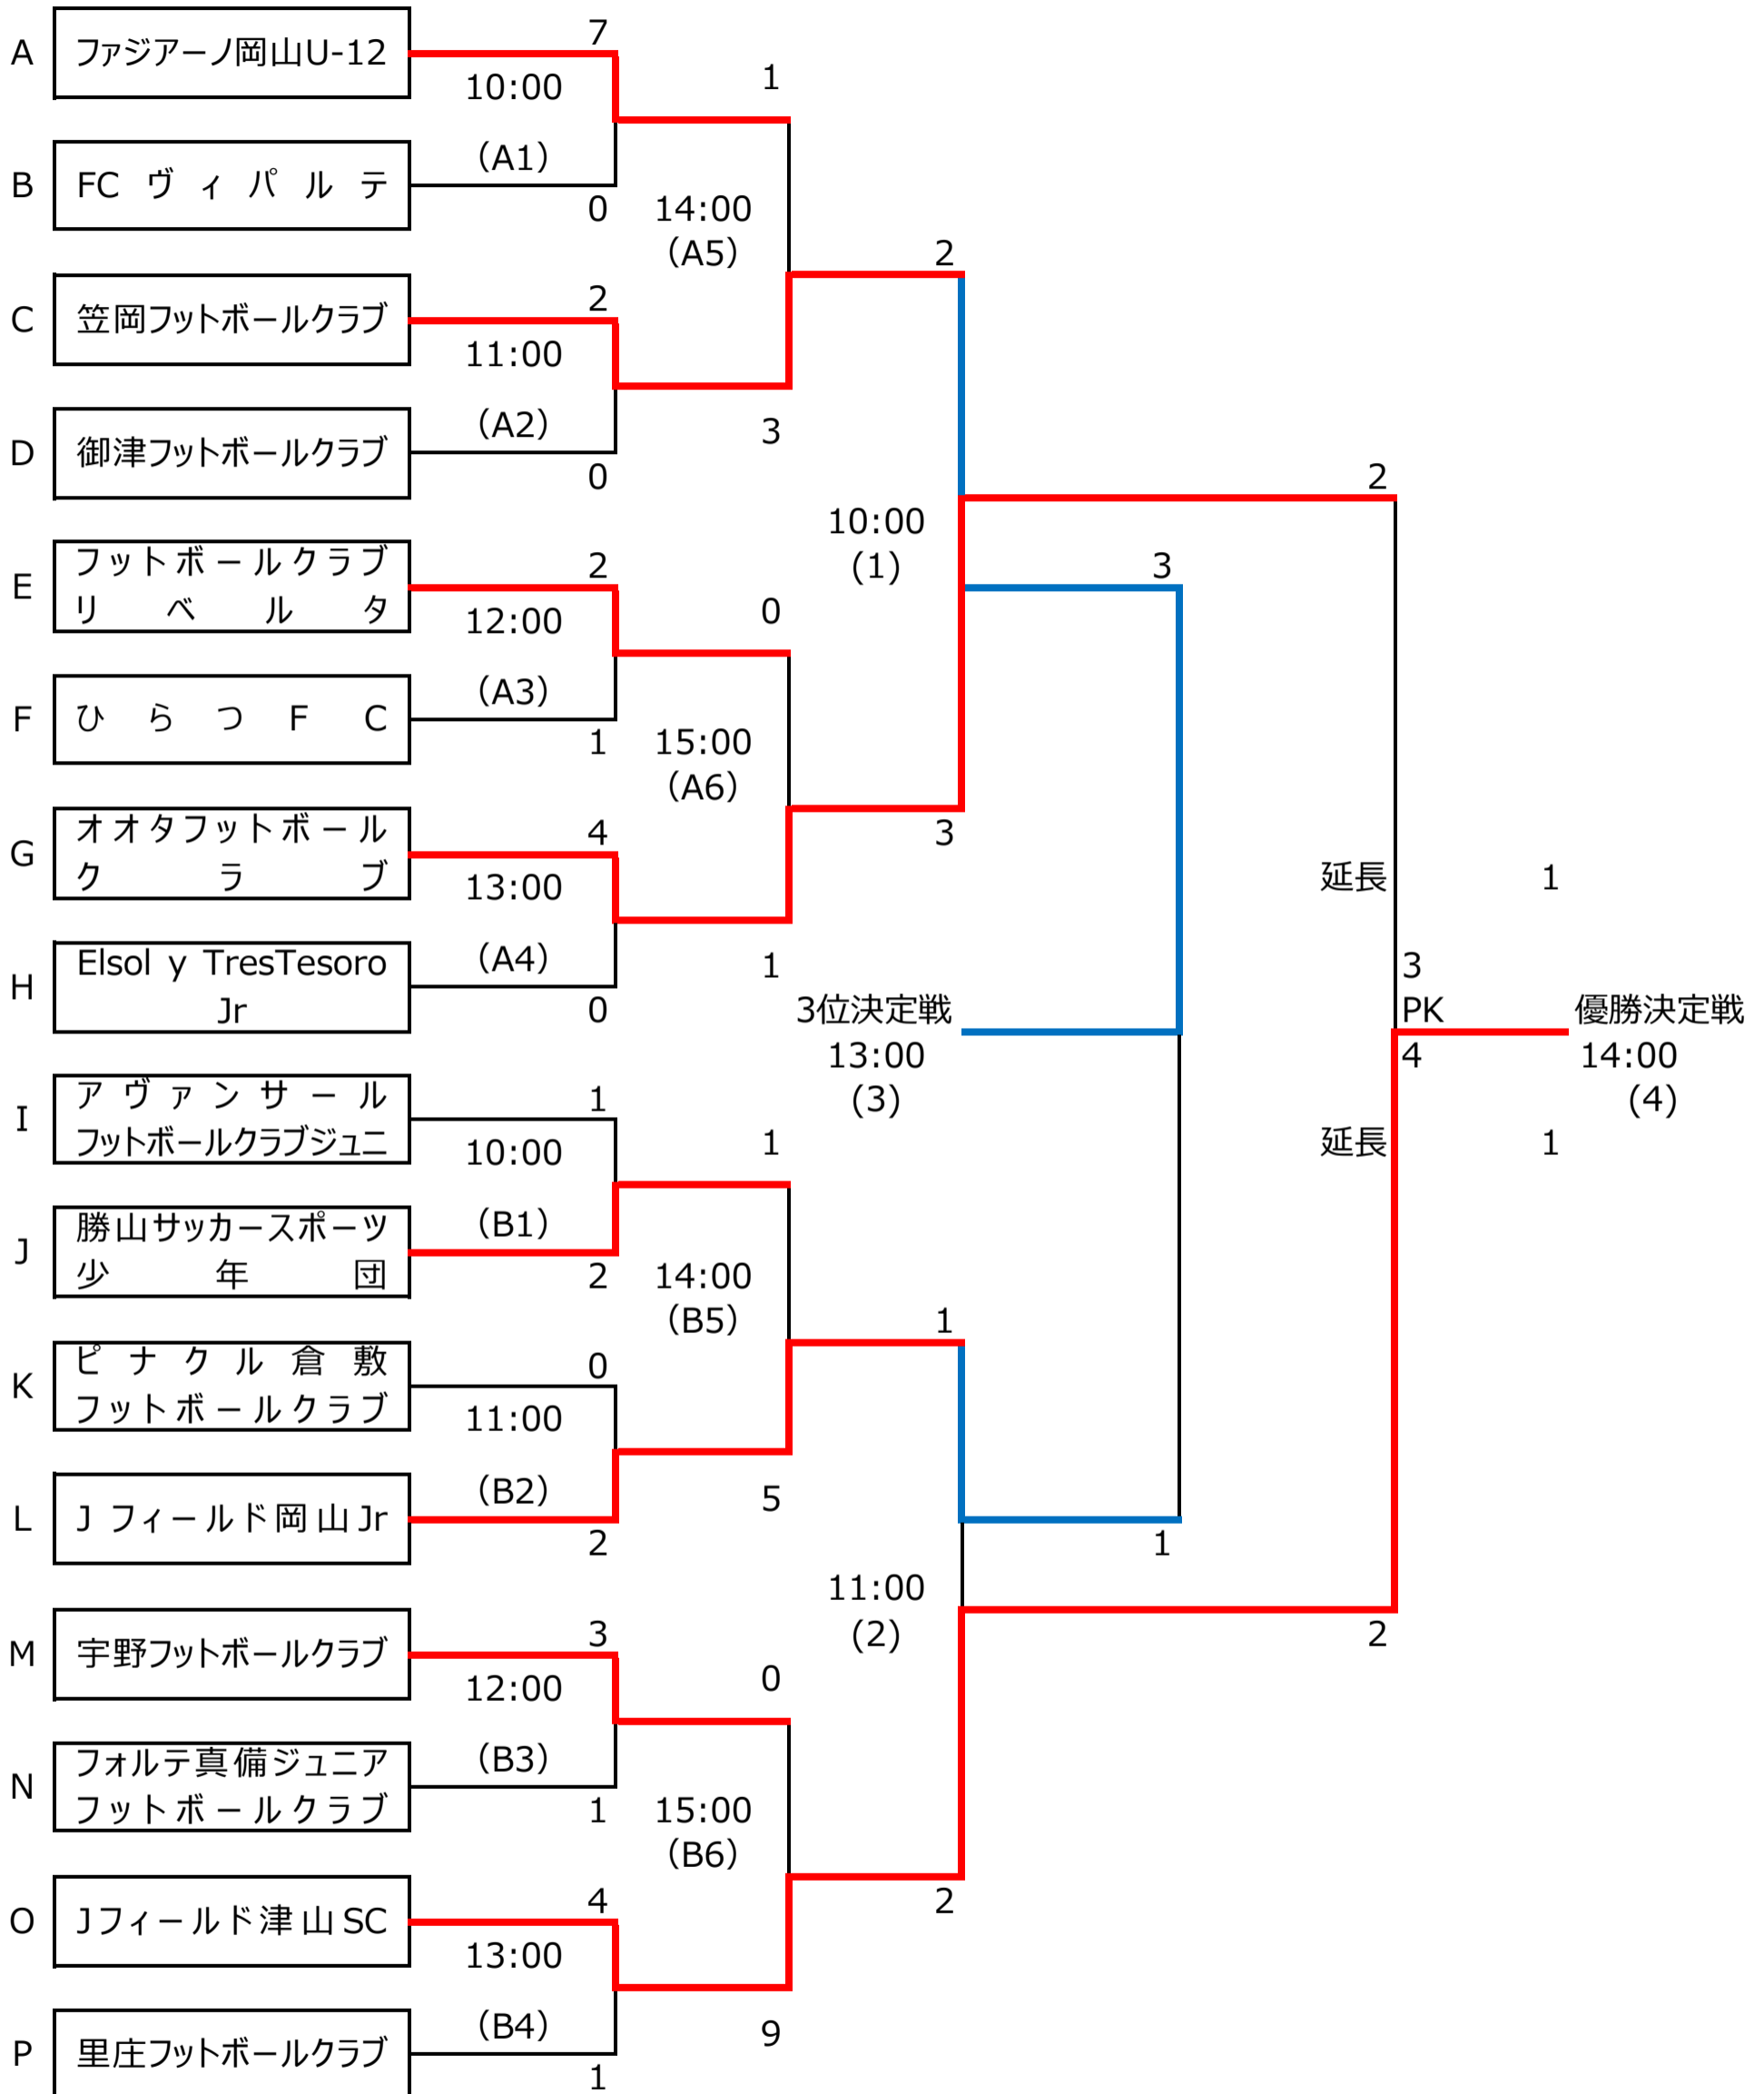 7
A ファジアーノ岡山U-12
1
10:00
(A1)
B FC ヴィパルテ
0
14:00
(A5)
2
2
C 笠岡フットボールクラブ
11:00
(A2)
3
D 御津フットボールクラブ
0
2
10:00
(1)
フットボールクラブ
2
3
E
リベルタ
0
12:00
(A3)
F ひらつFC
1
15:00
(A6)
オオタフットボール
4
3
G
クラブ
延長
1
13:00
(A4)
Elsol y TresTesoro
1
3
H
Jr
0
3位決定戦
PK
優勝決定戦
13:00
4
14:00
(3)
(4)
アヴァンサール
1
I
フットボールクラブジュニ
1
延長
1
10:00
(B1)
勝山サッカースポーツ
J
少年団
2
14:00
(B5)
1
ピナクル倉敷
0
K
フットボールクラブ
11:00
(B2)
5
L J フィールド岡山Jr
2
1
11:00
(2)
3
2
M 宇野フットボールクラブ
0
12:00
(B3)
フォルテ真備ジュニア
N
フットボールクラブ
1
15:00
(B6)
4
2
O Jフィールド津山SC
13:00
(B4)
9
P 里庄フットボールクラブ
1